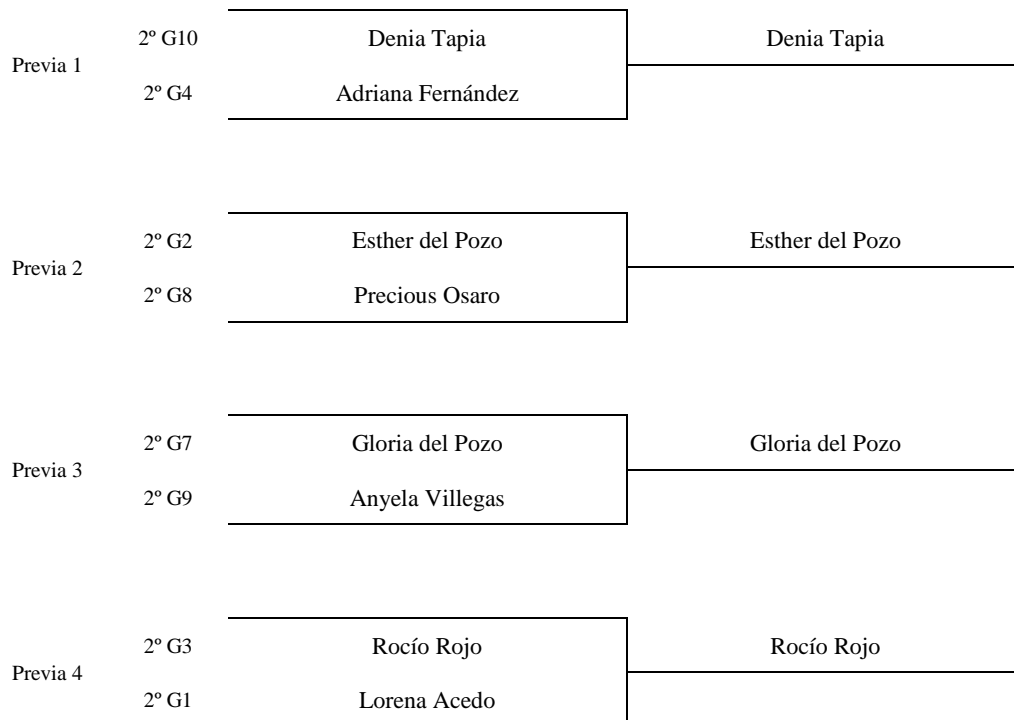 2º G10 Denia Tapia Denia Tapia
Previa 1
2º G4 Adriana Fernández
2º G2 Esther del Pozo Esther del Pozo
Previa 2
2º G8 Precious Osaro
2º G7 Gloria del Pozo Gloria del Pozo
Previa 3
2º G9 Anyela Villegas
2º G3 Rocío Rojo Rocío Rojo
Previa 4
2º G1 Lorena Acedo